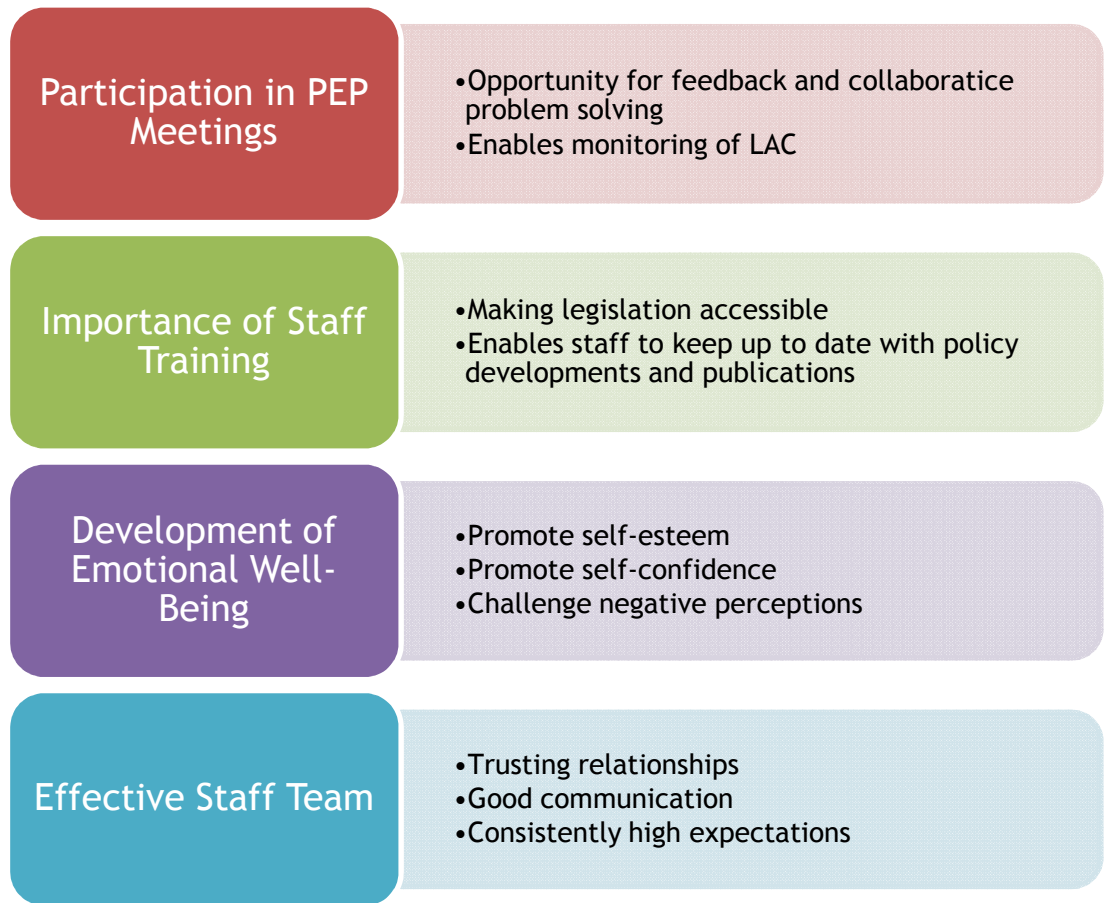 Participation in PEP
Meetings
•Opportunity for feedback and collaboratice
problem solving
•Enables monitoring of LAC
Importance of Staff
Training
•Making legislation accessible
•Enables staff to keep up to date with policy
developments and publications
Development of
Emotional Well-
Being
•Promote self-esteem
•Promote self-confidence
•Challenge negative perceptions
Effective Staff Team
•Trusting relationships
•Good communication
•Consistently high expectations